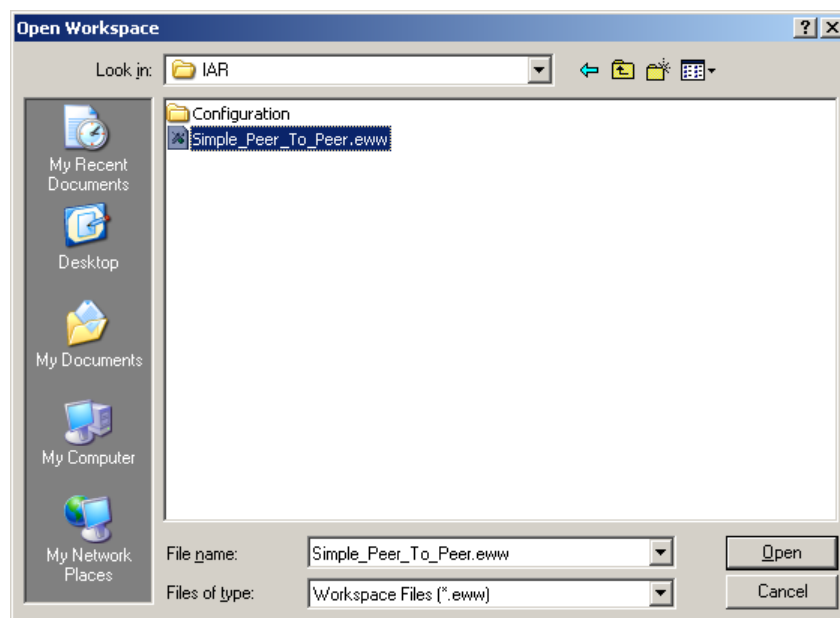 Open Workspace
Look in:
IAR
My Recent
Documents
Desktop
My Documents
My Computer
My Network
Places
Configuration
Simple_Peer_To_Peer.eww
File name:
Simple_Peer_To_Peer.eww
Open
Files of type:
Workspace Files (*.eww)
Cancel